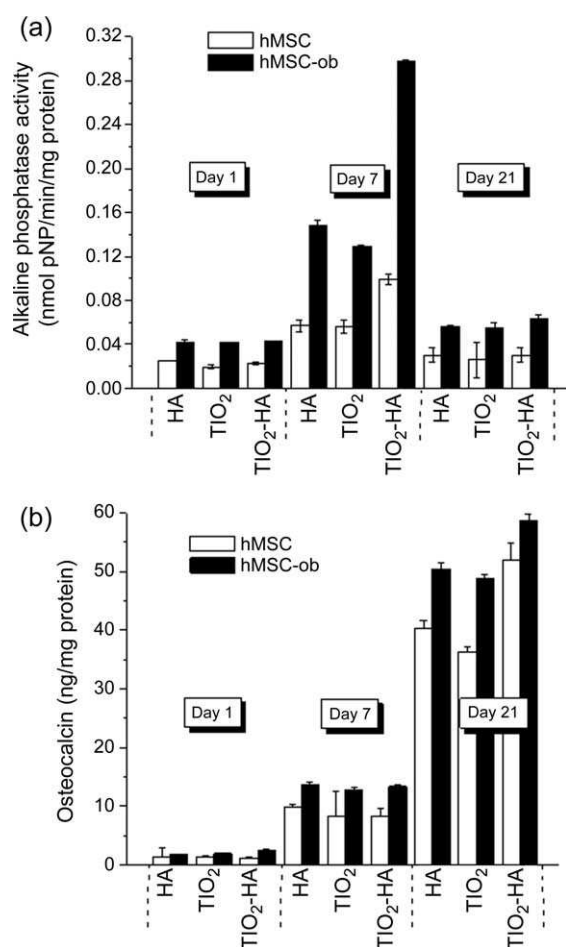 (a)
hMSC
hMSC-ob
Alkaline phosphatase activity
(nmol pNP/min/mg protein)
0.32
0.28
0.24
0.20
0.16
0.12
0.08
0.04
0.00
Day 1
Day 7
Day 21
HA
TIO2
TIO2-HA
HA
TIO2
TIO2-HA
HA
TIO2
TIO2-HA
(b)
hMSC
hMSC-ob
Osteocalcin (ng/mg protein)
60
50
40
30
20
10
0
Day 1
Day 7
Day 21
HA
TIO2
TIO2-HA
HA
TIO2
TIO2-HA
HA
TIO2
TIO2-HA